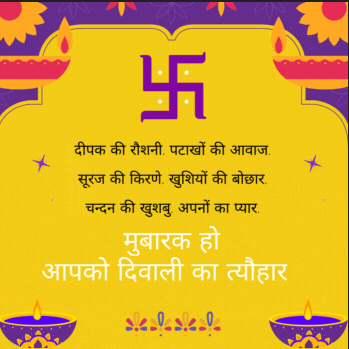 दीपक की रौशनी. पटाखों की आवाज.
सूरज की किरणे. खुशियों की बोछार.
चन्दन की खुशबु. अपनों का प्यार.
मुबारक हो
आपको दिवाली का त्यौहार